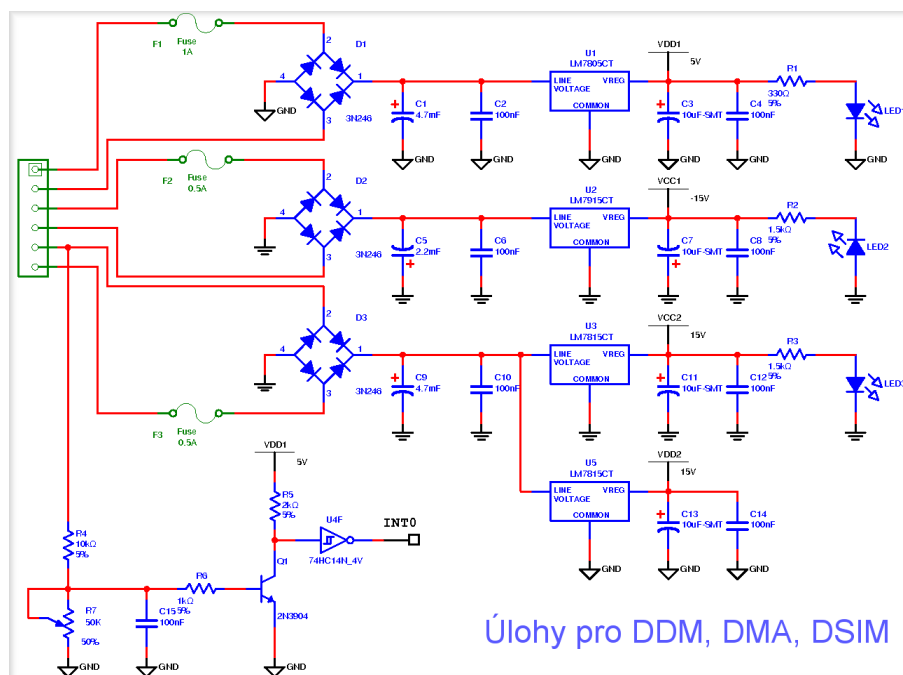 F1
Fuse
1A
2
D1
4
1
3
3N246
GND
C1
4.7mF
GND
C2
100nF
GND
U1
LM7805CT
LINE
VOLTAGE
VREG
COMMON
GND
VDD1
5V
C3
10uF-SMT
GND
C4
100nF
GND
R1
330Ω
5%
LED1
GND
F2
Fuse
0.5A
2
D2
4
1
3
3N246
C5
2.2mF
C6
100nF
U2
LM7915CT
LINE
VOLTAGE
VREG
COMMON
VCC1
-15V
C7
10uF-SMT
C8
100nF
R2
1.5kΩ
5%
LED2
2
D3
4
1
3
3N246
C9
4.7mF
C10
100nF
U3
LM7815CT
LINE
VOLTAGE
VREG
COMMON
VCC2
15V
C11
10uF-SMT
C12
100nF
R3
1.5kΩ
5%
F3
Fuse
0.5A
U5
LM7815CT
LINE
VOLTAGE
VREG
COMMON
GND
VDD2
15V
C13
10uF-SMT
GND
C14
100nF
GND
VDD1
5V
R5
2kΩ
5%
U4F
74HC14N_4V
INT0
R4
10kΩ
5%
R6
1kΩ
5%
Q1
2N3904
GND
R7
50K
50%
GND
C15
100nF
GND
Úlohy pro DDM, DMA, DSIM